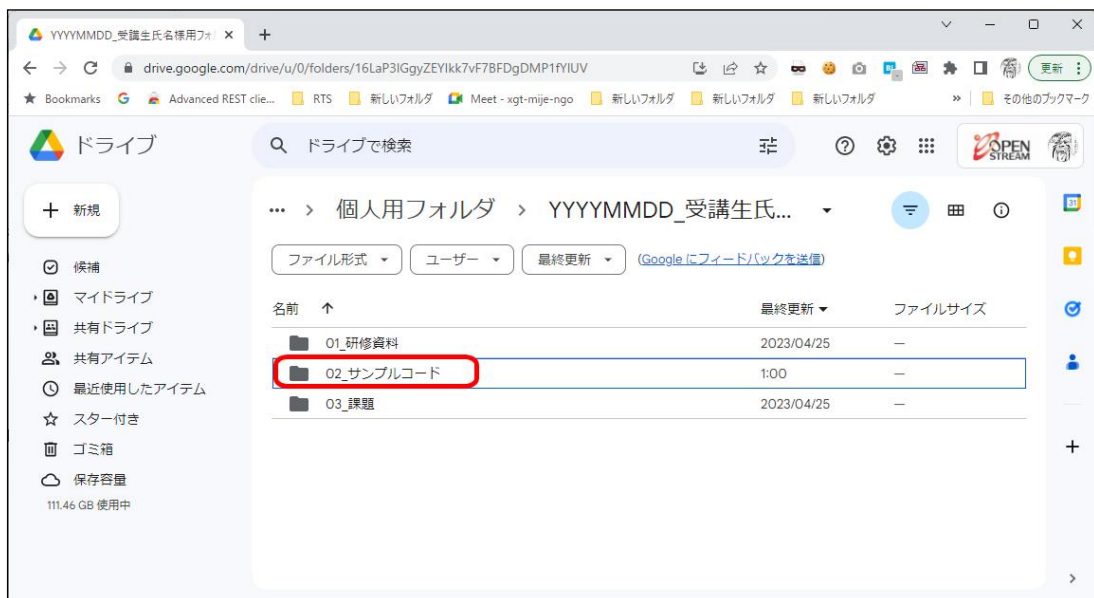 YYYYMMDD_受講生氏名様用フォ
drive.google.com/drive/u/0/folders/16LaP3IGgyZEYIkk7vF7BFDgDMP1fYIUV
更新
Bookmarks Advanced REST clie... RTS 新しいフォルダ Meet - xgt-mije-ngo 新しいフォルダ 新しいフォルダ 新しいフォルダ » その他のブックマーク
ドライブ
ドライブで検索
OPEN
STREAM
新規
個人用フォルダ > YYYYMMDD_受講生氏...
31
候補
ファイル形式 ユーザー 最終更新 (Google にフィードバックを送信)
マイドライブ
名前 最終更新 ファイルサイズ
共有ドライブ
01_研修資料 2023/04/25 —
共有アイテム
02_サンプルコード 1:00 —
最近使用したアイテム
03_課題 2023/04/25 —
スター付き
ゴミ箱
保存容量
111.46 GB 使用中